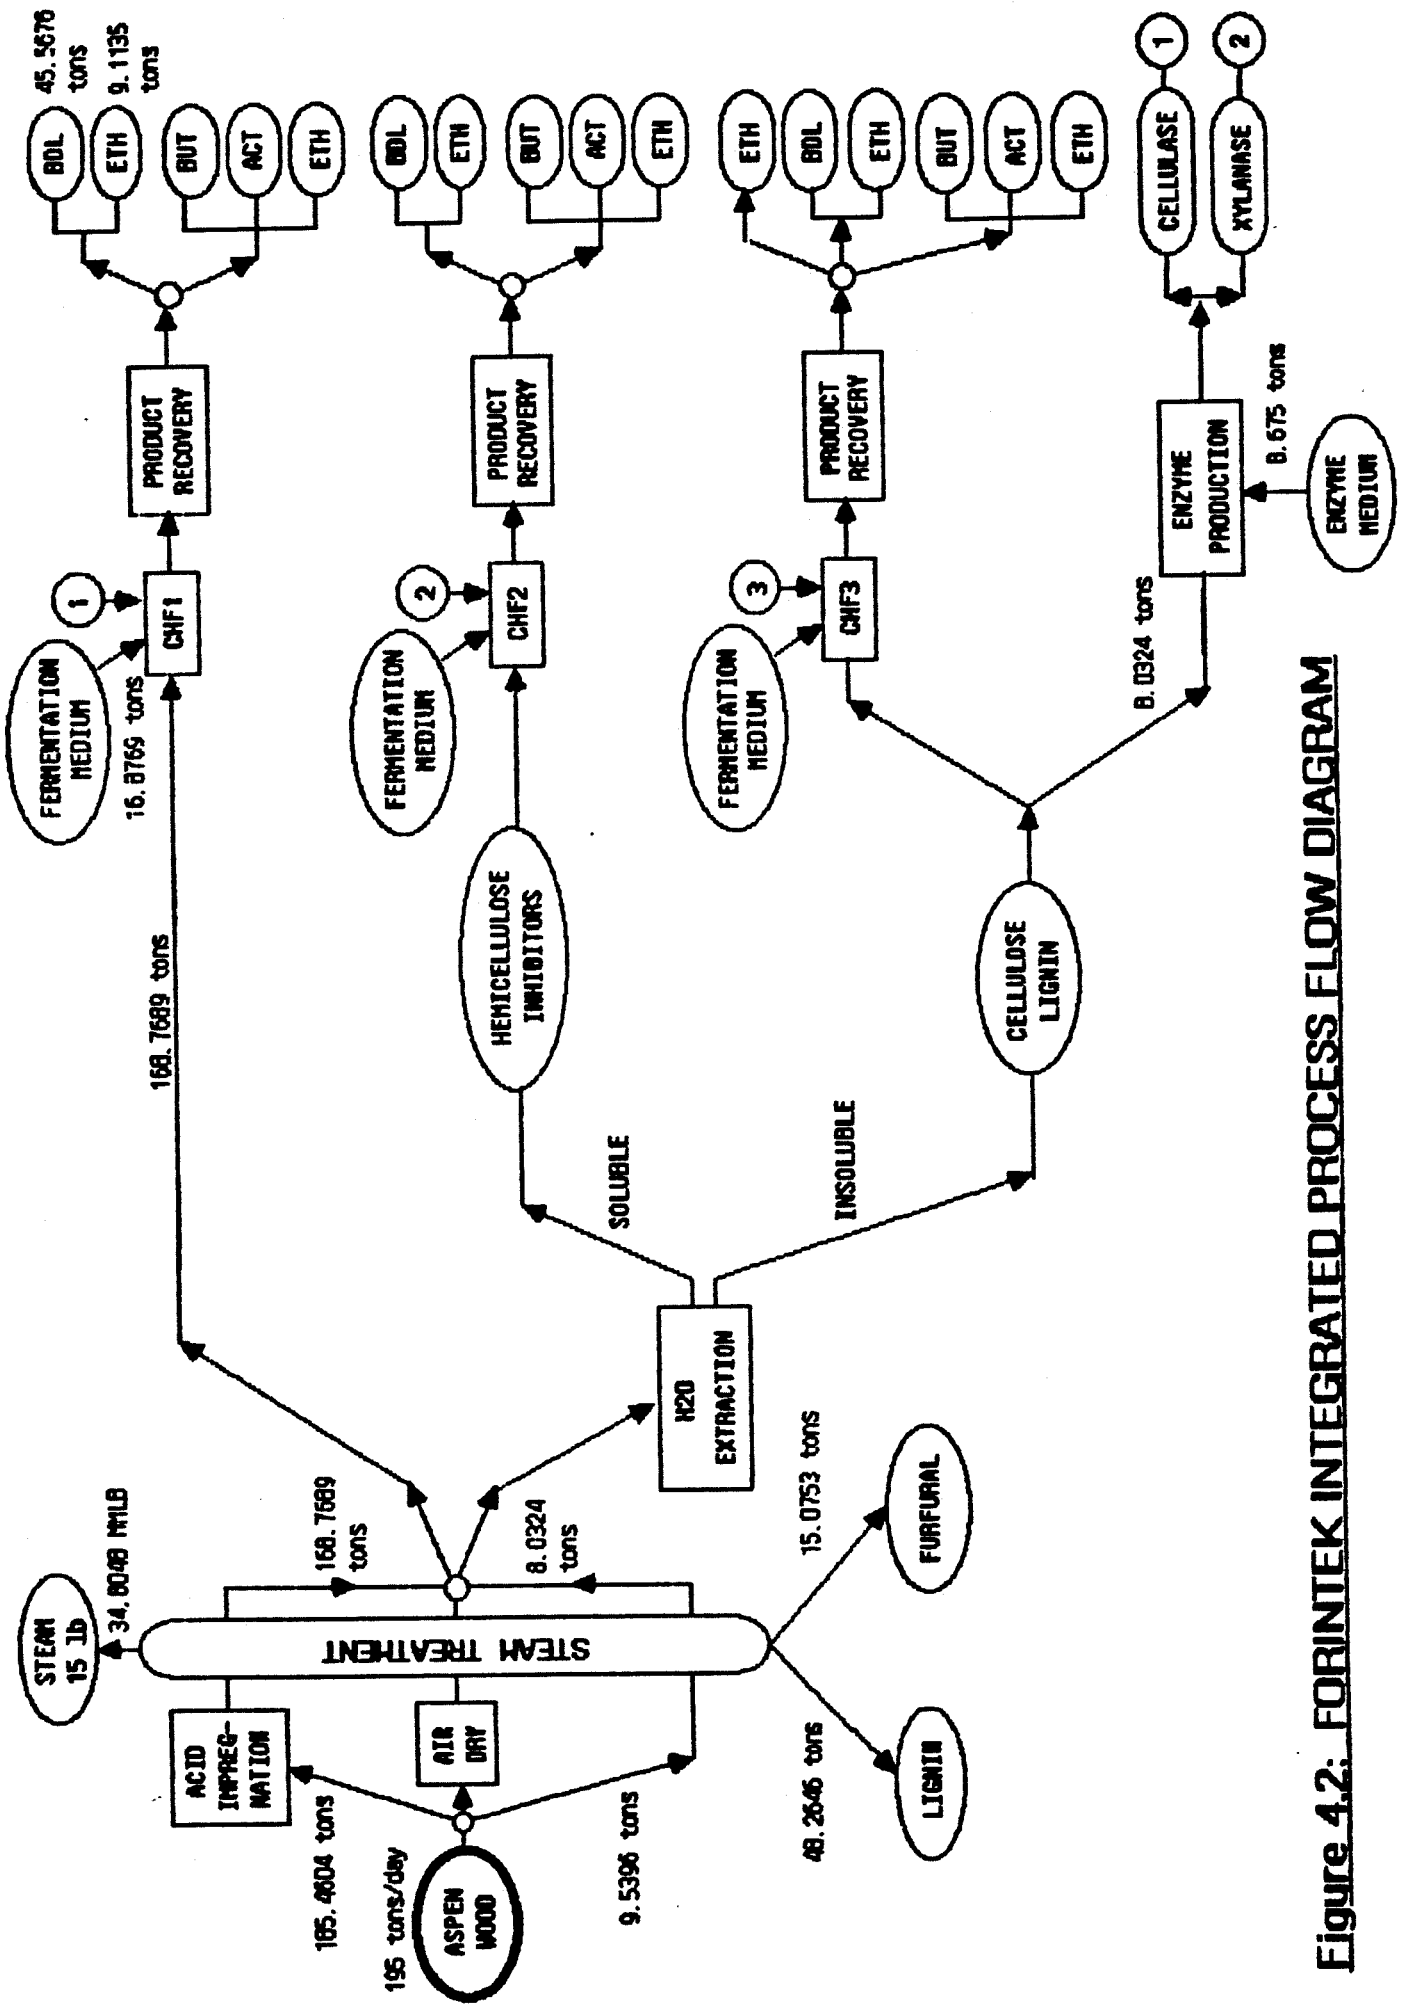 STEAM
15 lb
34.8048 MMLB
ACID
IMPREG-
NATION
185.4604 tons
195 tons/day
ASPEN
WOOD
AIR
DRY
9.5396 tons
STEAM TREATMENT
168.7689
tons
8.0324
tons
48.2646 tons
LIGNIN
15.0753 tons
FURFURAL
H2O
EXTRACTION
SOLUBLE
INSOLUBLE
168.7689 tons
HEMICELLULOSE
INHIBITORS
CELLULOSE
LIGNIN
FERMENTATION
MEDIUM
16.8769 tons
1
CHF1
PRODUCT
RECOVERY
BDL
45.5676
tons
ETH
9.1135
tons
BUT
ACT
ETH
FERMENTATION
MEDIUM
2
CHF2
PRODUCT
RECOVERY
BDL
ETH
BUT
ACT
ETH
FERMENTATION
MEDIUM
3
CHF3
PRODUCT
RECOVERY
ETH
BDL
ETH
BUT
ACT
ETH
8.0324 tons
ENZYME
PRODUCTION
8.675 tons
ENZYME
MEDIUM
CELLULASE
1
XYLANASE
2
Figure 4.2: FORINTEK INTEGRATED PROCESS FLOW DIAGRAM